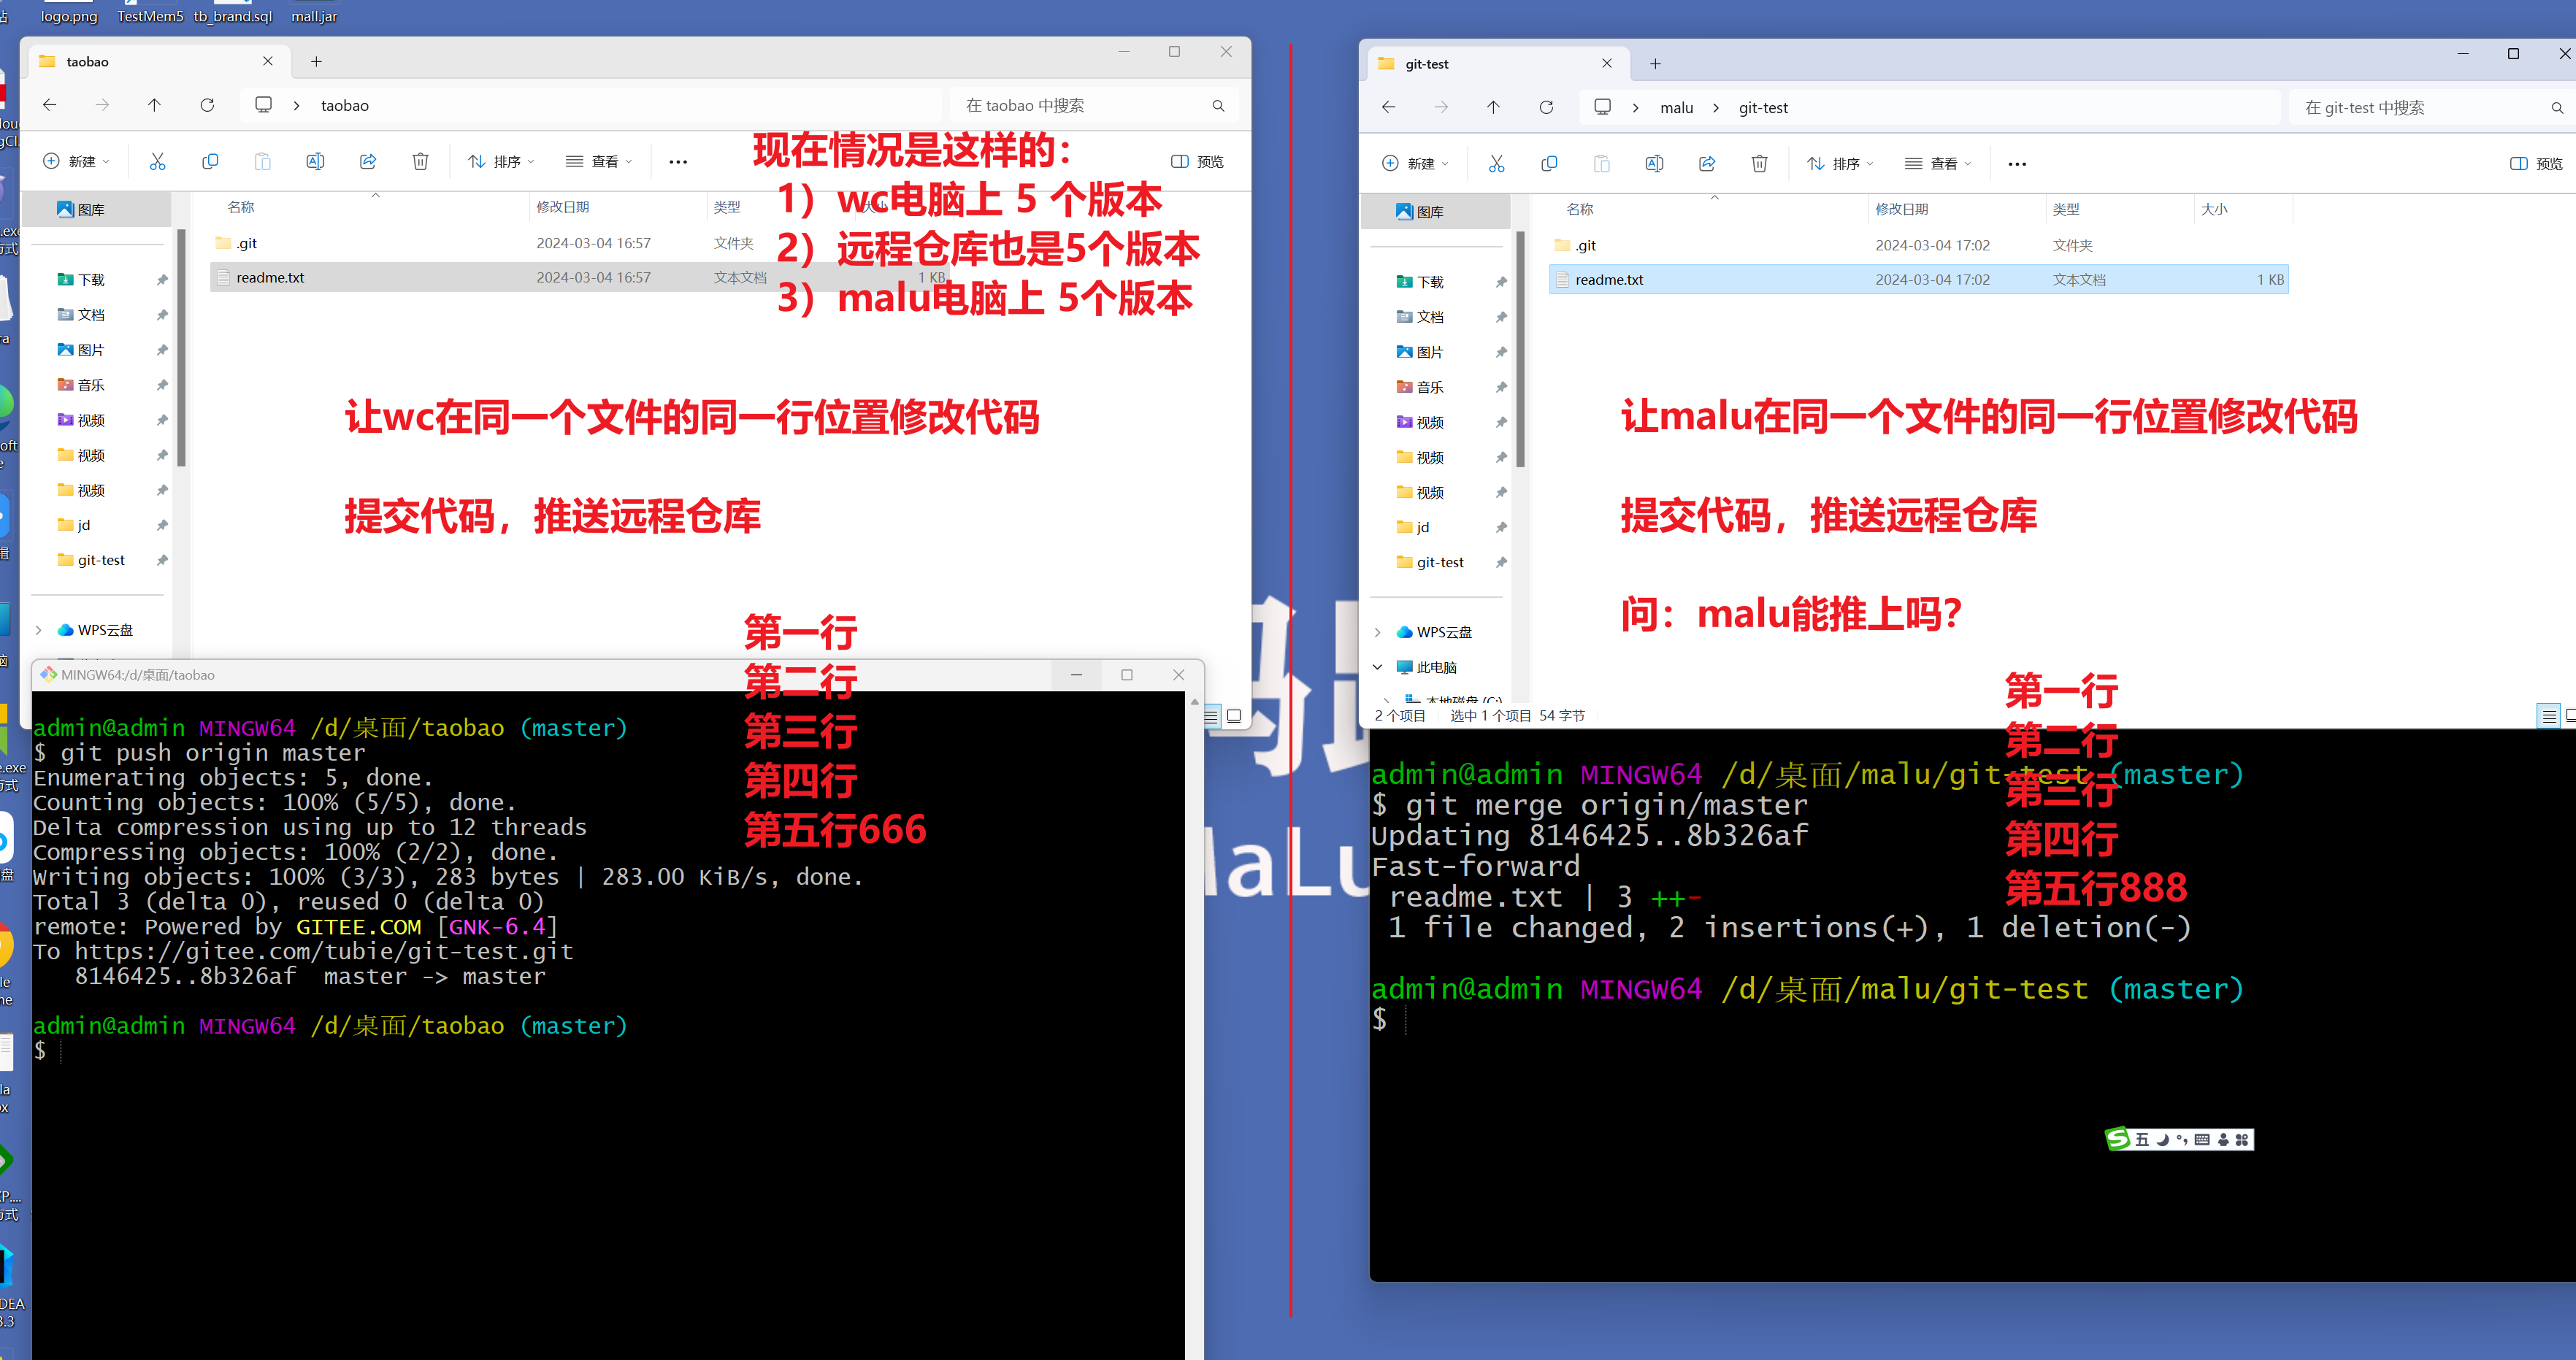 logo.png TestMem5 tb_brand.sql mall.jar
taobao
taobao
在 taobao 中搜索
新建
排序
查看
预览
名称 修改日期 类型 大小
.git 2024-03-04 16:57 文件夹
readme.txt 2024-03-04 16:57 文本文档 1 KB
图库
下载
文档
图片
音乐
视频
视频
视频
jd
git-test
WPS云盘
现在情况是这样的：
1）wc电脑上 5 个版本
2）远程仓库也是5个版本
3）malu电脑上 5个版本
让wc在同一个文件的同一行位置修改代码
提交代码，推送远程仓库
第一行
第二行
第三行
第四行
第五行666
MINGW64:/d/桌面/taobao
admin@admin MINGW64 /d/桌面/taobao (master)
$ git push origin master
Enumerating objects: 5, done.
Counting objects: 100% (5/5), done.
Delta compression using up to 12 threads
Compressing objects: 100% (2/2), done.
Writing objects: 100% (3/3), 283 bytes | 283.00 KiB/s, done.
Total 3 (delta 0), reused 0 (delta 0)
remote: Powered by GITEE.COM [GNK-6.4]
To https://gitee.com/tubie/git-test.git
8146425..8b326af master -> master
admin@admin MINGW64 /d/桌面/taobao (master)
$
git-test
malu git-test
在 git-test 中搜索
新建
排序
查看
预览
名称 修改日期 类型 大小
.git 2024-03-04 17:02 文件夹
readme.txt 2024-03-04 17:02 文本文档 1 KB
图库
下载
文档
图片
音乐
视频
视频
视频
jd
git-test
WPS云盘
此电脑
本地磁盘 (C:)
2 个项目 选中 1 个项目 54 字节
让malu在同一个文件的同一行位置修改代码
提交代码，推送远程仓库
问：malu能推上吗？
第一行
第二行
第三行
第四行
第五行888
admin@admin MINGW64 /d/桌面/malu/git-test (master)
$ git merge origin/master
Updating 8146425..8b326af
Fast-forward
readme.txt | 3 ++-
1 file changed, 2 insertions(+), 1 deletion(-)
admin@admin MINGW64 /d/桌面/malu/git-test (master)
$
五